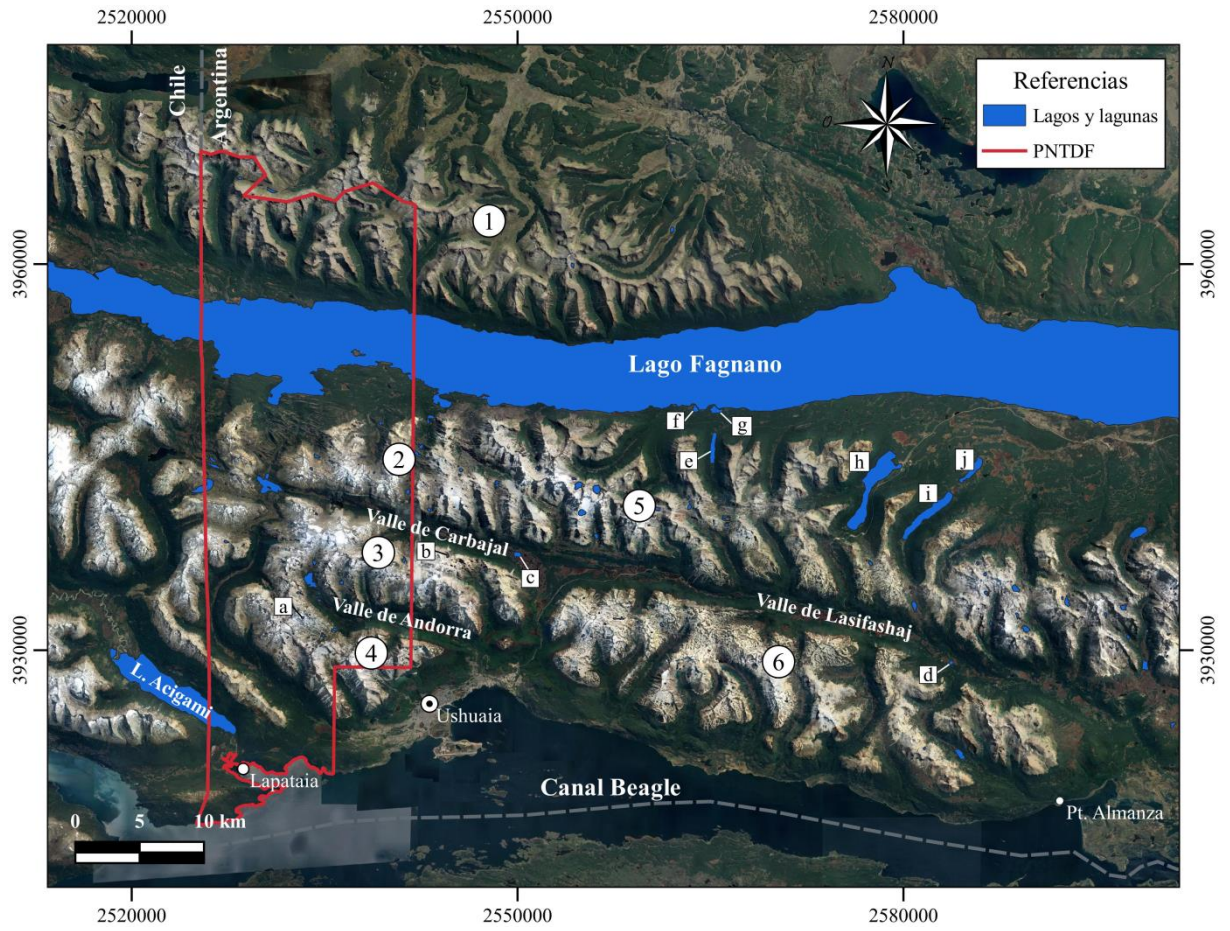 2520000
2550000
2580000
Chile
Argentina
N
O
E
S
Referencias
Lagos y lagunas
PNTDF
1
3960000
3960000
Lago Fagnano
f
g
e
h
j
i
2
5
Valle de Carbajal
3
b
c
a
Valle de Andorra
Valle de Lasifashaj
4
6
d
3930000
3930000
L. Acigami
Ushuaia
Lapataia
Canal Beagle
Pt. Almanza
0 5 10 km
2520000
2550000
2580000